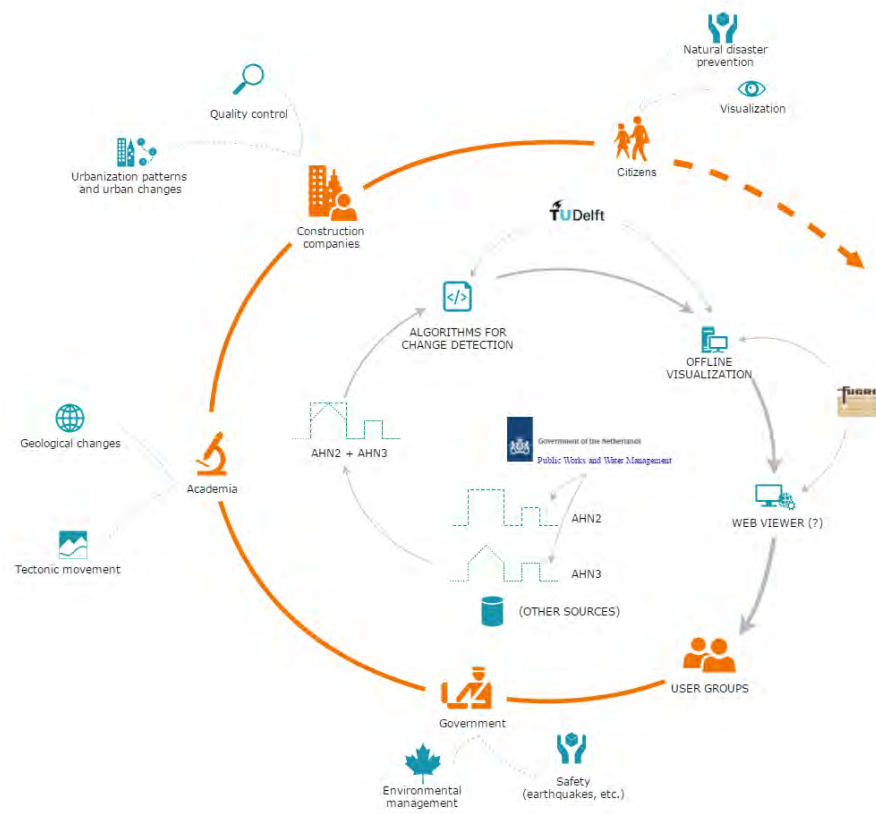 Natural disaster
prevention
Visualization
Citizens
Quality control
Urbanization patterns
and urban changes
Construction
companies
TUDelft
ALGORITHMS FOR
CHANGE DETECTION
OFFLINE
VISUALIZATION
Geological changes
Academia
AHN2 + AHN3
Government of the Netherlands
Public Works and Water Management
AHN2
WEB VIEWER (?)
Tectonic movement
AHN3
(OTHER SOURCES)
USER GROUPS
Government
Environmental
management
Safety
(earthquakes, etc.)